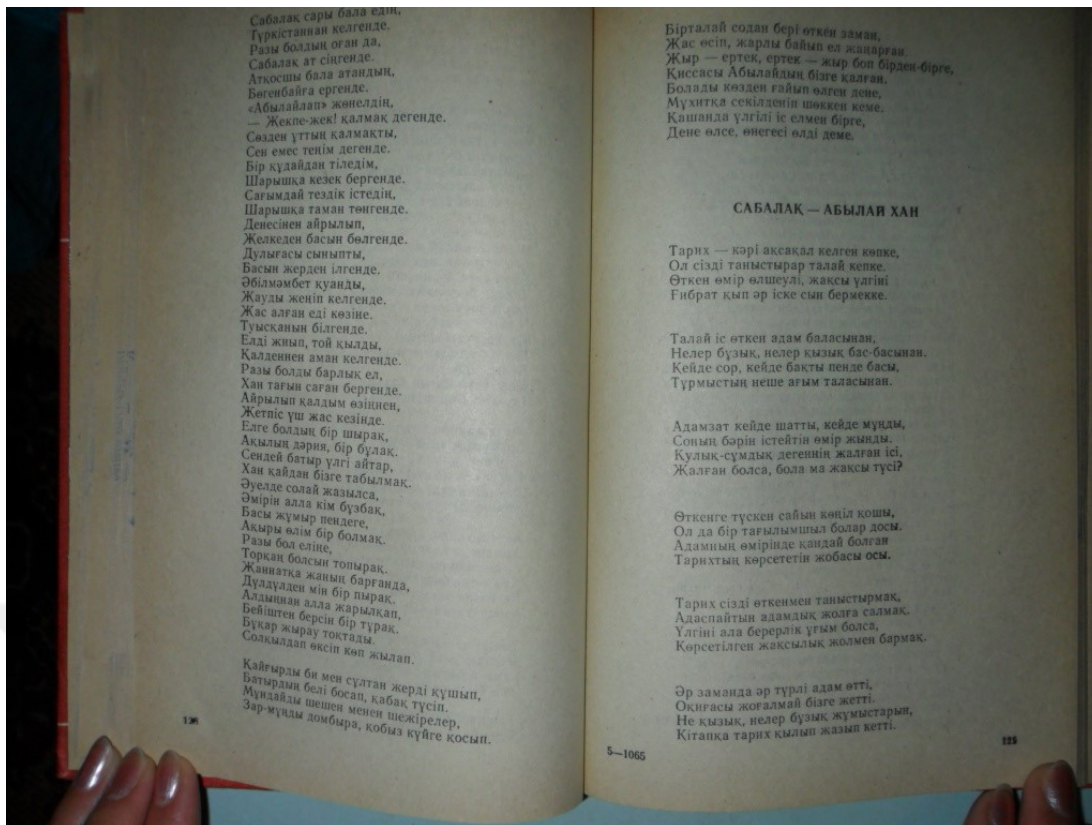 Сабалақ сары бала едің,
Түркістаннан келгенде.
Разы болдың оған да,
Сабалақ ат сіңгенде.
Атқосшы бала атандың,
Бөгенбайға ергенде.
«Абылайлап» жөнелдің,
— Жекпе-жек! қалмақ дегенде.
Сөзден ұттың қалмақты,
Сен емес теңім дегенде.
Бір құдайдан тіледім,
Шарышқа кезек бергенде.
Сағымдай тездік істедің,
Шарышқа таман төнгенде.
Денесінен айрылып,
Желкеден басын бөлгенде.
Дулығасы сыныпты,
Басын жерден ілгенде.
Әбілмәмбет қуанды,
Жауды жеңіп келгенде.
Жас алған еді көзіне.
Туысқанын білгенде.
Елді жиып, той қылды,
Қалденнен аман келгенде.
Разы болды барлық ел,
Хан тағын саған бергенде.
Айрылып қалдым өзіңнен,
Жетпіс үш жас кезінде.
Елге болдың бір шырақ,
Ақылың дәрия, бір бұлақ.
Сендей батыр үлгі айтар,
Хан қайдан бізге табылмақ.
Әуелде солай жазылса,
Әмірін алла кім бұзбақ,
Басы жұмыр пендеге,
Ақыры өлім бір болмақ.
Разы бол еліңе,
Торқаң болсын топырақ.
Жаннатқа жаның барғанда,
Дүлдүлден мін бір пырақ.
Алдыңнан алла жарылқап,
Бейіштен берсін бір тұрақ.
Бұқар жырау тоқтады.
Солқылдап өксіп көп жылап.
Қайғырды би мен сұлтан жерді құшып,
Батырдың белі босап, қабақ түсіп.
Мұндайды шешен менен шежірелер,
Зар-мұңды домбыра, қобыз күйге қосып.
128
Бірталай содан бері өткен заман,
Жас өсіп, жарлы байып ел жаңарған.
Жыр — ертек, ертек — жыр боп бірден-бірге,
Қиссасы Абылайдың бізге қалған.
Болады көзден ғайып өлген дене,
Мұхитқа секілденіп шөккен кеме.
Қашанда үлгілі іс елмен бірге,
Дене өлсе, өнегесі өлді деме.
САБАЛАҚ — АБЫЛАЙ ХАН
Тарих — кәрі ақсақал келген көпке,
Ол сізді таныстырар талай кепке.
Өткен өмір өлшеулі, жақсы үлгіні
Ғибрат қып әр іске сын бермекке.
Талай іс өткен адам баласынан,
Нелер бұзық, нелер қызық бас-басынан.
Кейде сор, кейде бақты пенде басы,
Тұрмыстың неше ағым таласынан.
Адамзат кейде шатты, кейде мұңды,
Соның бәрін істейтін өмір жынды.
Қулық-сұмдық дегеннің жалған ісі,
Жалған болса, бола ма жақсы түсі?
Өткенге түскен сайын көңіл қошы,
Ол да бір тағылымшыл болар досы.
Адамның өмірінде қандай болған
Тарихтың көрсететін жобасы осы.
Тарих сізді өткенмен таныстырмақ,
Адаспайтын адамдық жолға салмақ.
Үлгіні ала берерлік ұғым болса,
Көрсетілген жақсылық жолмен бармақ.
Әр заманда әр түрлі адам өтті,
Оқиғасы жоғалмай бізге жетті.
Не қызық, нелер бұзық жұмыстарын,
Кітапқа тарих қылып жазып кетті.
5—1065
129